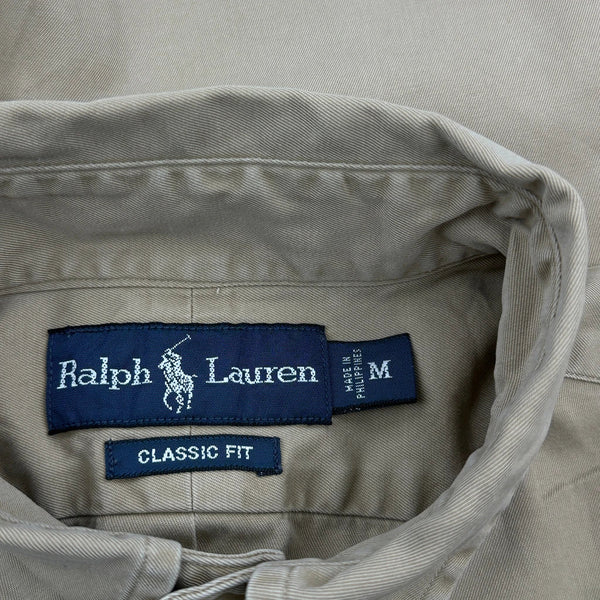 Ralph Lauren
MADE IN
PHILIPPINES
M
CLASSIC FIT